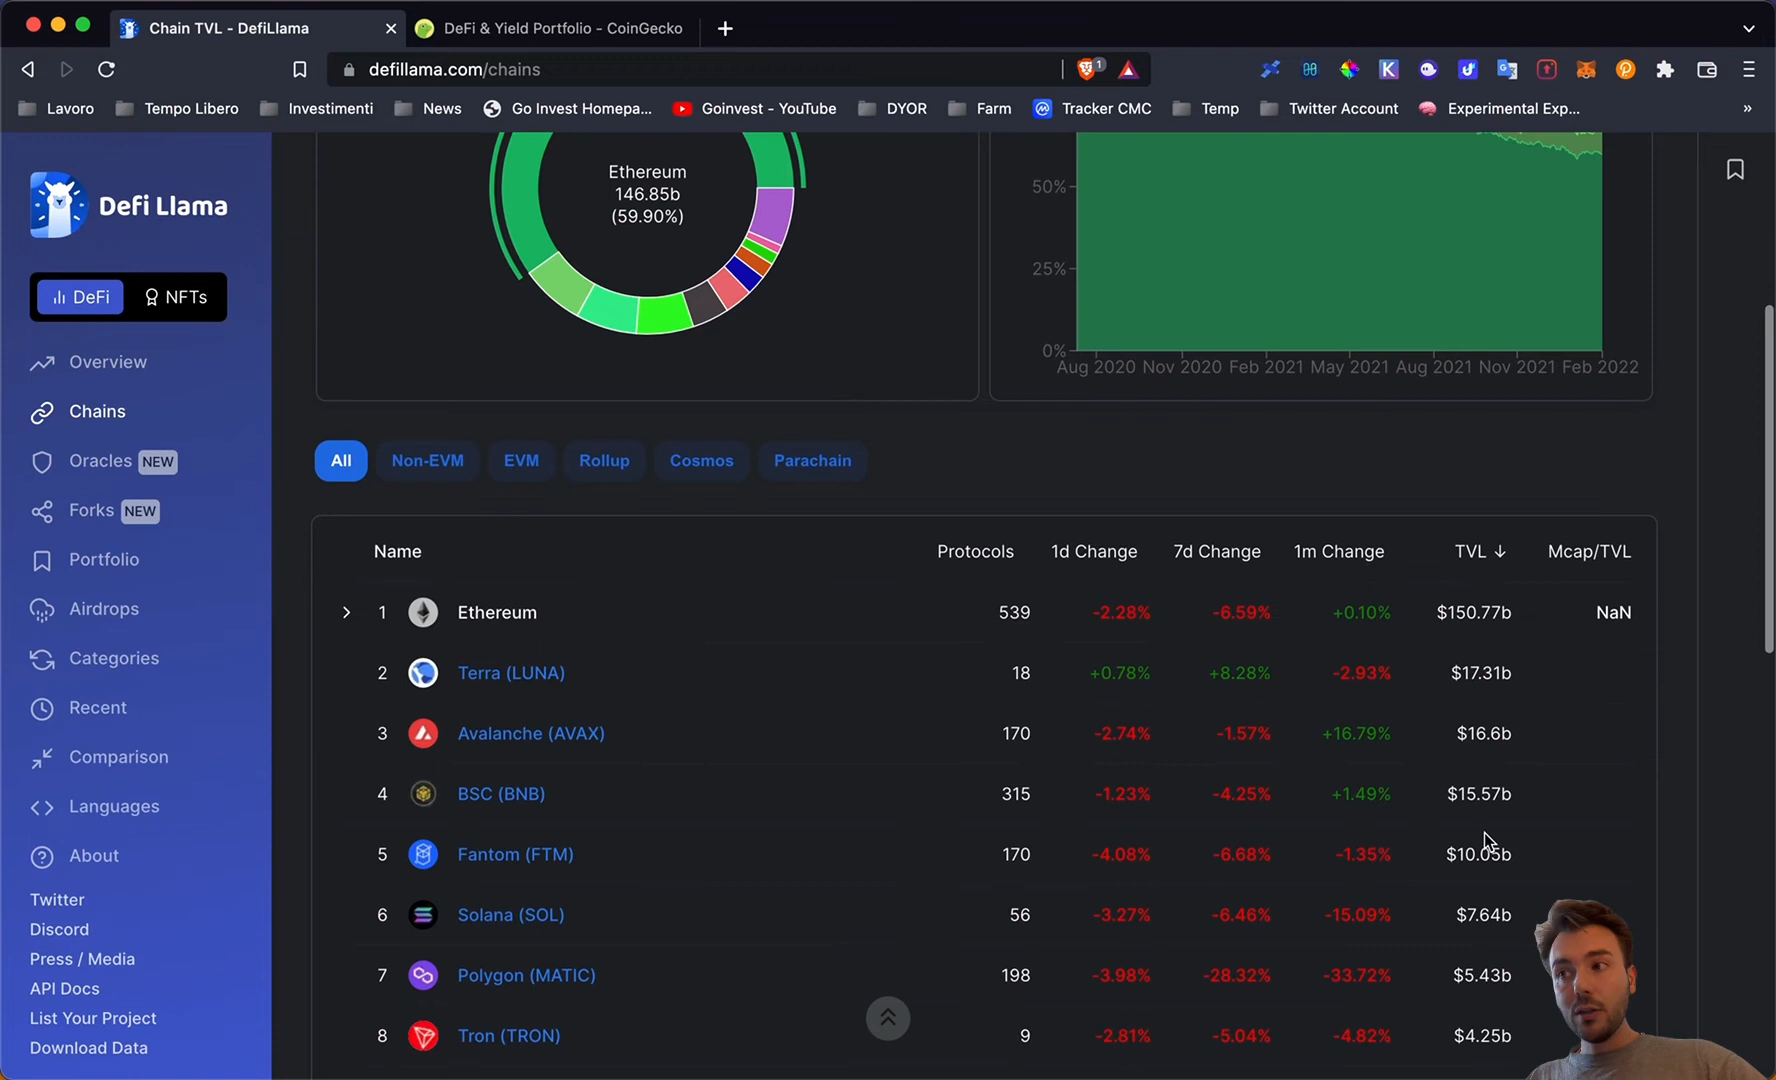 Chain TVL - DefiLlama
DeFi & Yield Portfolio - CoinGecko
defillama.com/chains
1
Lavoro
Tempo Libero
Investimenti
News
Go Invest Homepa...
Goinvest - YouTube
DYOR
Farm
Tracker CMC
Temp
Twitter Account
Experimental Exp...
»
Defi Llama
DeFi
NFTs
Overview
Chains
Oracles NEW
Forks NEW
Portfolio
Airdrops
Categories
Recent
Comparison
Languages
About
Twitter
Discord
Press / Media
API Docs
List Your Project
Download Data
Ethereum
146.85b
(59.90%)
50%
25%
0%
Aug 2020 Nov 2020 Feb 2021 May 2021 Aug 2021 Nov 2021 Feb 2022
All Non-EVM EVM Rollup Cosmos Parachain
Name Protocols 1d Change 7d Change 1m Change TVL Mcap/TVL
1 Ethereum 539 -2.28% -6.59% +0.10% $150.77b NaN
2 Terra (LUNA) 18 +0.78% +8.28% -2.93% $17.31b
3 Avalanche (AVAX) 170 -2.74% -1.57% +16.79% $16.6b
4 BSC (BNB) 315 -1.23% -4.25% +1.49% $15.57b
5 Fantom (FTM) 170 -4.08% -6.68% -1.35% $10.05b
6 Solana (SOL) 56 -3.27% -6.46% -15.09% $7.64b
7 Polygon (MATIC) 198 -3.98% -28.32% -33.72% $5.43b
8 Tron (TRON) 9 -2.81% -5.04% -4.82% $4.25b